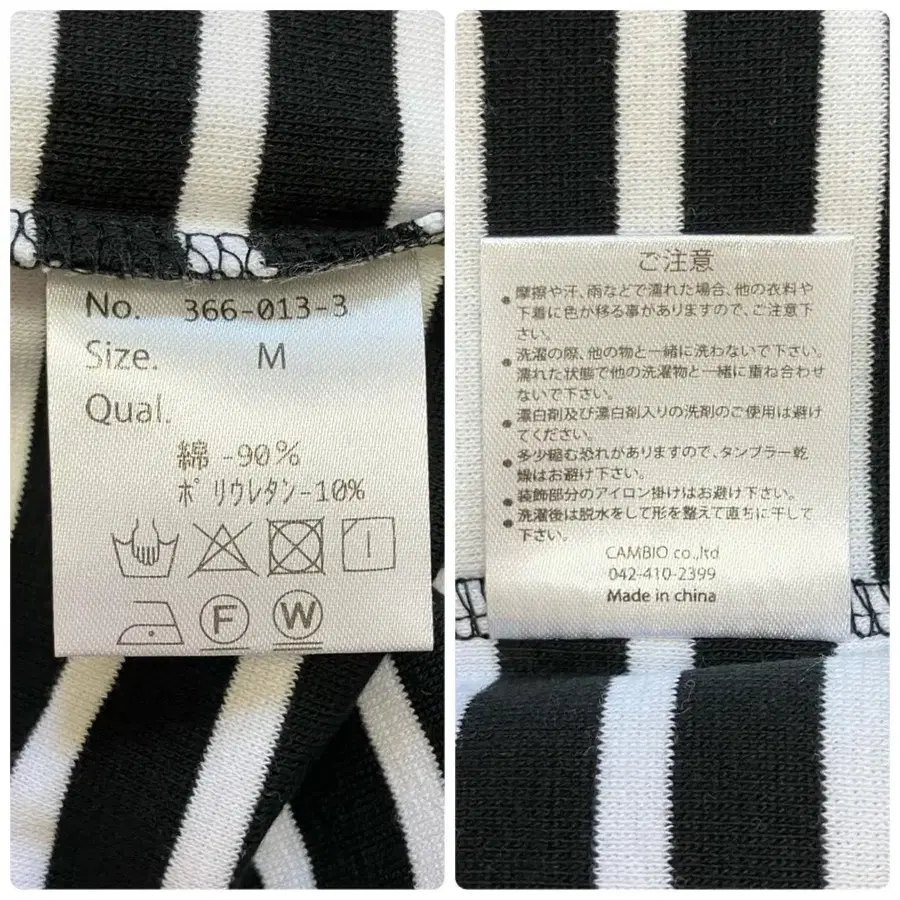 No. 366-013-3
Size. M
Qual.
綿 -90%
ポリウレタン-10%
F
W
ご注意
摩擦や汗、雨などで濡れた場合、他の衣料や
下着に色が移る事がありますので、ご注意下
さい。
洗濯の際、他の物と一緒に洗わないで下さい。
濡れた状態で他の洗濯物と一緒に重ね合わせ
ないで下さい。
漂白剤及び漂白剤入りの洗剤のご使用は避け
てください。
多少縮む恐れがありますので、タンブラー乾
燥はお避け下さい。
装飾部分のアイロン掛けはお避け下さい。
洗濯後は脱水をして形を整えて直ちに干して
下さい。
CAMBIO co.,ltd
042-410-2399
Made in china